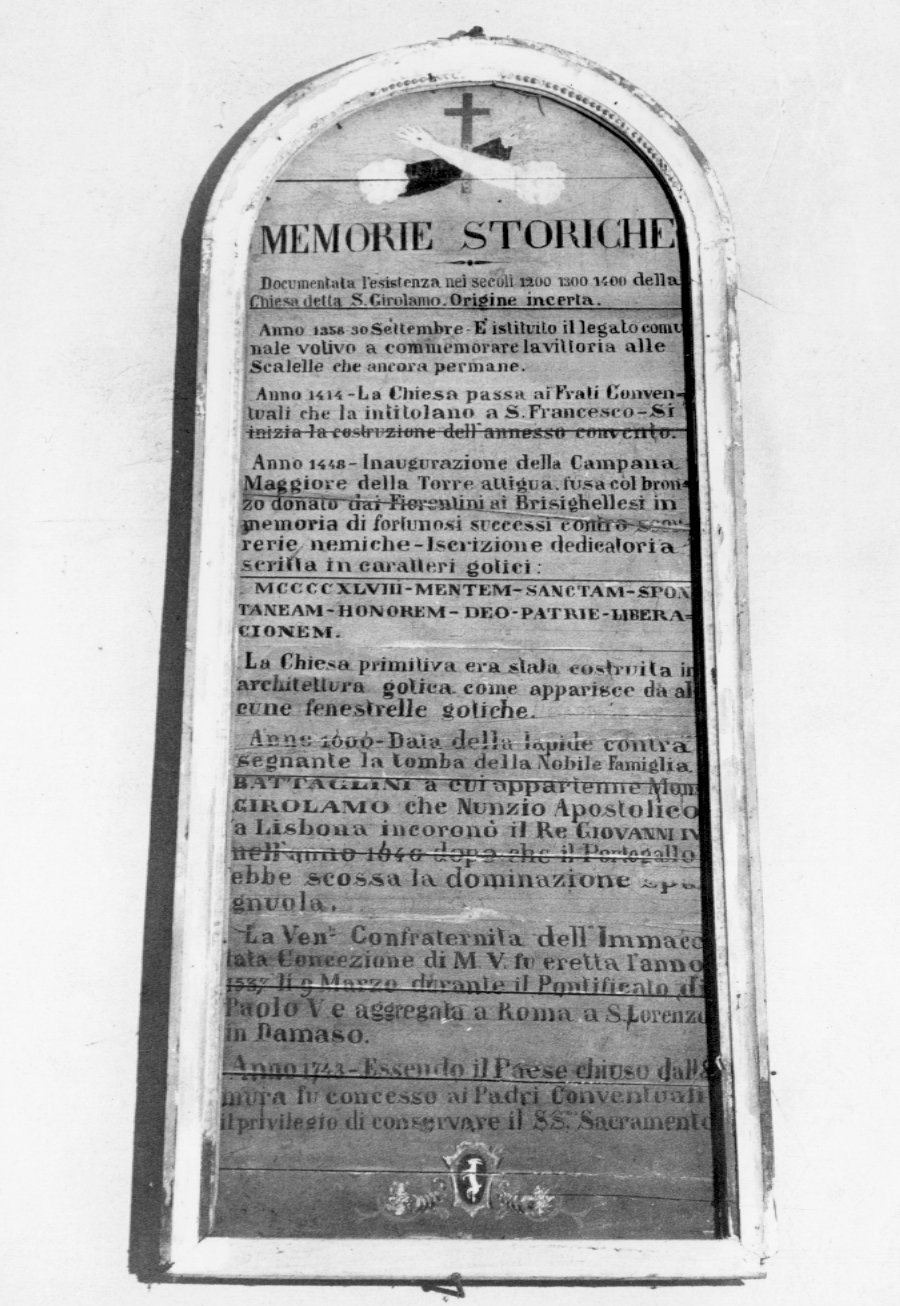 MEMORIE STORICHE
Documentata l'esistenza nei secoli 1200 1300 1400 della
Chiesa detta S. Girolamo. Origine incerta.
Anno 1358 30 Settembre - E' istituito il legato comu
nale votivo a commemorare la vittoria alle
Scalelle che ancora permane.
Anno 1414 - La Chiesa passa ai Frati Conven-
tuali che la intitolano a S. Francesco - Si
inizia la costruzione dell'annesso convento.
Anno 1448 - Inaugurazione della Campana
Maggiore della Torre attigua. fusa col bron-
zo donato dai Fiorentini ai Brisighellesi in
memoria di fortunosi successi contro
rerie nemiche - Iscrizione dedicatoria
scritta in caratteri gotici:
MCCCCXLVIII - MENTEM - SANCTAM - SPON
TANEAM - HONOREM - DEO - PATRIE - LIBERA=
CIONEM.
La Chiesa primitiva era stata costruita in
architettura gotica come apparisce da al
cune fenestrelle gotiche.
Anno 1606 - Data della lapide contra
segnante la tomba della Nobile Famiglia
BATTAGLINI a cui appartenne Mon
GIROLAMO che Nunzio Apostolico
a Lisbona incoronò il Re GIOVANNI IV
nell'anno 1646 dopo che il Portogallo
ebbe scossa la dominazione spa
gnuola.
La Ven. Confraternita dell'Immaco
lata Concezione di M. V. fu eretta l'anno
li 9 Marzo durante il Pontificato di
Paolo V e aggregata a Roma a S. Lorenzo
in Damaso.
Anno 1743 - Essendo il Paese chiuso dalle
mura fu concesso ai Padri Conventuali
il privilegio di conservare il SS. Sacramento